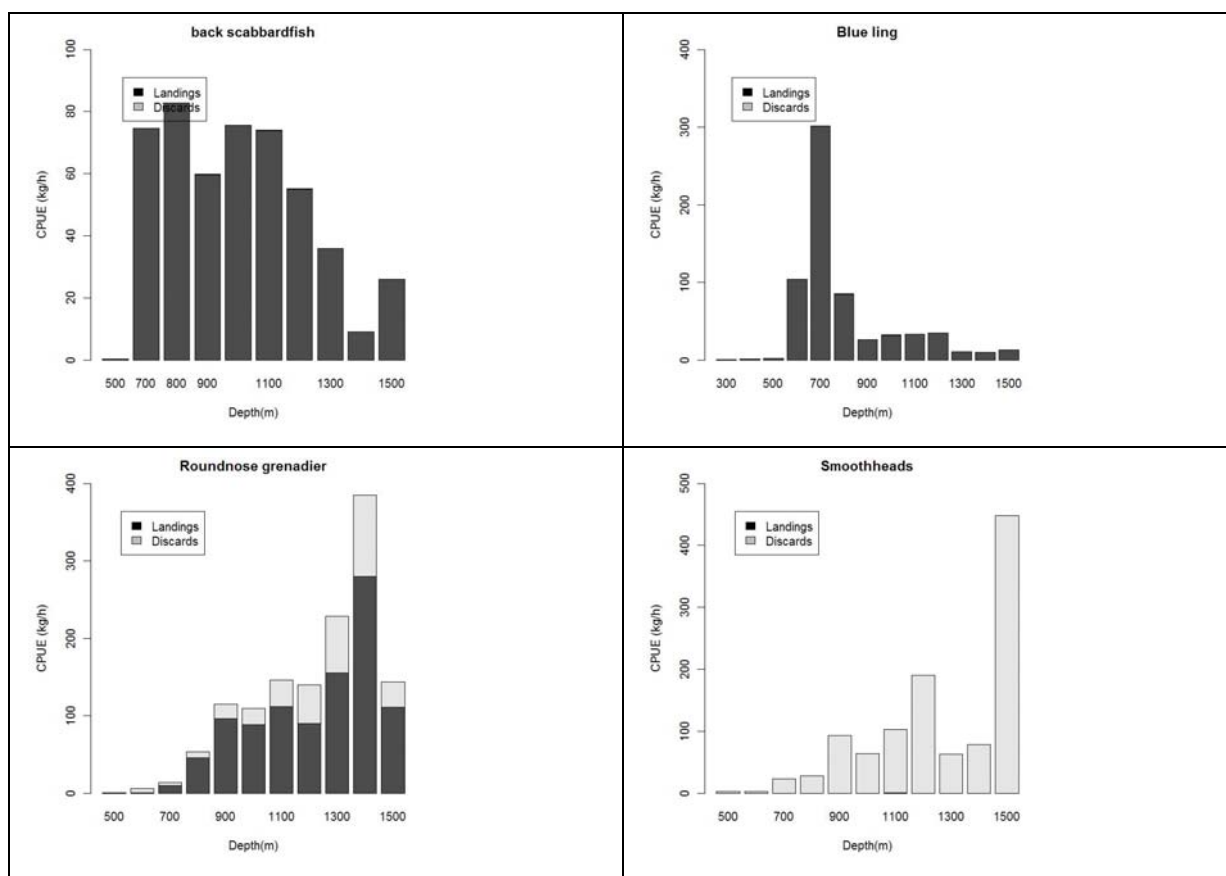 back scabbardfish
100
80
60
40
20
0
CPUE (kg/h)
Landings
Discards
500 700 800 900 1100 1300 1500
Depth(m)
Blue ling
400
300
200
100
0
CPUE (kg/h)
Landings
Discards
300 500 700 900 1100 1300 1500
Depth(m)
Roundnose grenadier
400
300
200
100
0
CPUE (kg/h)
Landings
Discards
500 700 900 1100 1300 1500
Depth(m)
Smoothheads
500
400
300
200
100
0
CPUE (kg/h)
Landings
Discards
500 700 900 1100 1300 1500
Depth(m)